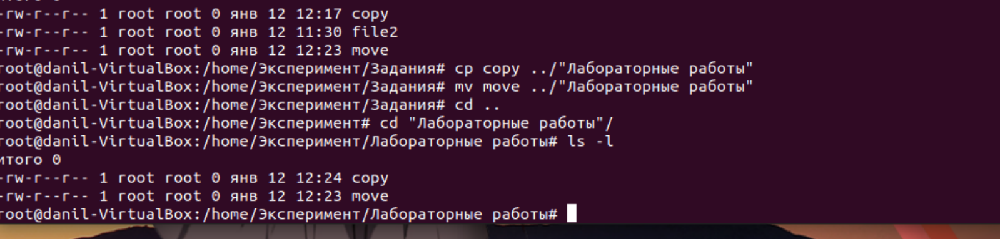 итого 0
-rw-r--r-- 1 root root 0 янв 12 12:17 copy
-rw-r--r-- 1 root root 0 янв 12 11:30 file2
-rw-r--r-- 1 root root 0 янв 12 12:23 move
root@danil-VirtualBox:/home/Эксперимент/Задания# cp copy ../"Лабораторные работы"
root@danil-VirtualBox:/home/Эксперимент/Задания# mv move ../"Лабораторные работы"
root@danil-VirtualBox:/home/Эксперимент/Задания# cd ..
root@danil-VirtualBox:/home/Эксперимент# cd "Лабораторные работы"/
root@danil-VirtualBox:/home/Эксперимент/Лабораторные работы# ls -l
итого 0
-rw-r--r-- 1 root root 0 янв 12 12:24 copy
-rw-r--r-- 1 root root 0 янв 12 12:23 move
root@danil-VirtualBox:/home/Эксперимент/Лабораторные работы#